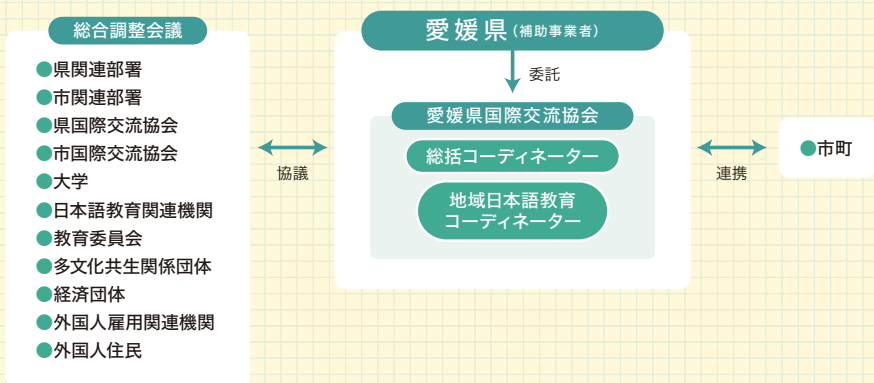 総合調整会議
●県関連部署
●市関連部署
●県国際交流協会
●市国際交流協会
●大学
●日本語教育関連機関
●教育委員会
●多文化共生関係団体
●経済団体
●外国人雇用関連機関
●外国人住民
協議
愛媛県(補助事業者)
委託
愛媛県国際交流協会
総括コーディネーター
地域日本語教育
コーディネーター
連携
●市町